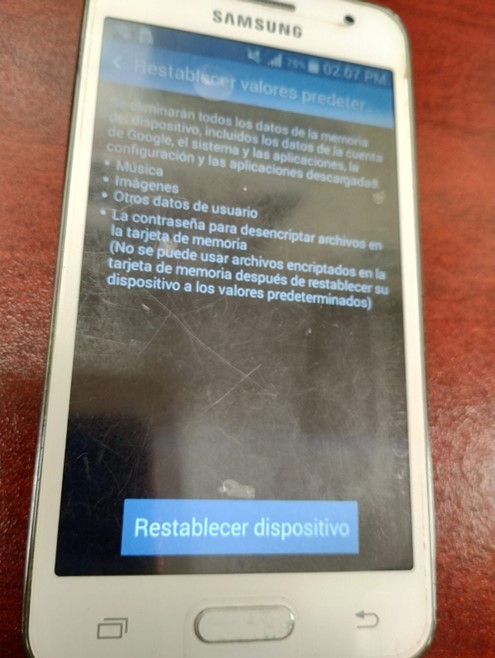 SAMSUNG
79% 02:07 PM
Restablecer valores predeter...
Se eliminarán todos los datos de la memoria
del dispositivo, incluidos los datos de la cuenta
de Google, el sistema y las aplicaciones, la
configuración y las aplicaciones descargadas.
• Música
• Imágenes
• Otros datos de usuario
• La contraseña para desencriptar archivos en
la tarjeta de memoria
(No se puede usar archivos encriptados en la
tarjeta de memoria después de restablecer su
dispositivo a los valores predeterminados)
Restablecer dispositivo